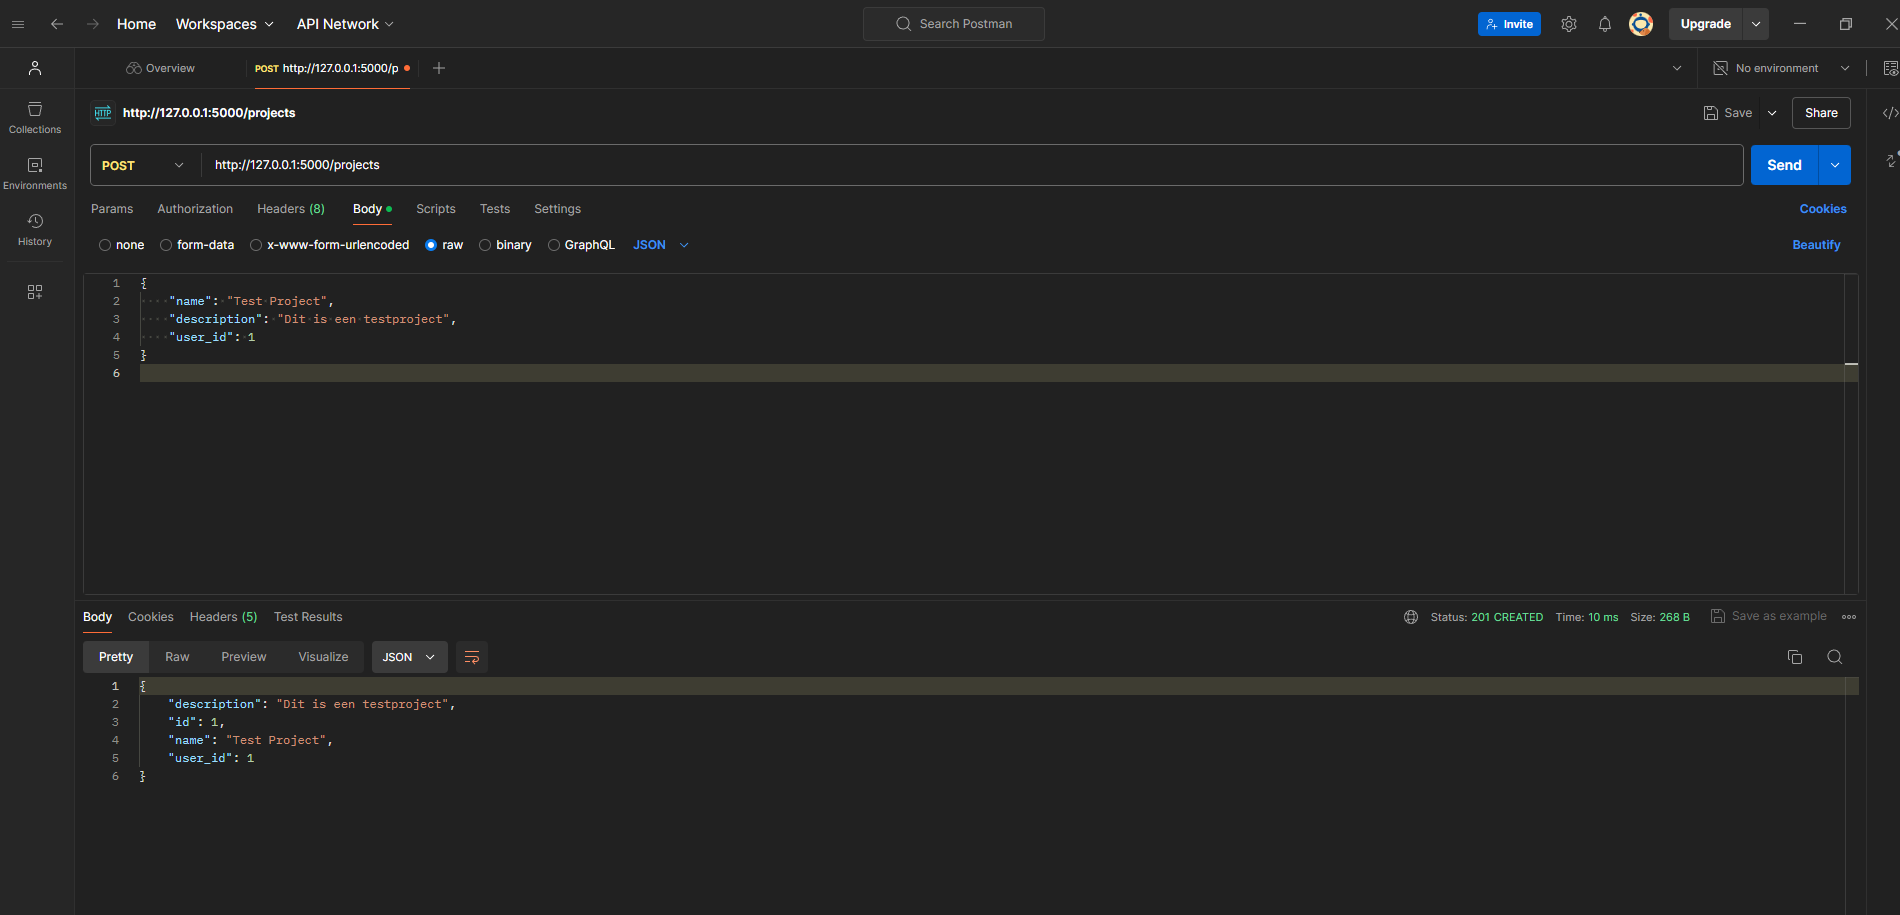 Home Workspaces API Network Search Postman Invite Upgrade
Overview POST http://127.0.0.1:5000/p No environment
HTTP http://127.0.0.1:5000/projects Save Share
Collections
POST http://127.0.0.1:5000/projects Send
Environments
Params Authorization Headers (8) Body Scripts Tests Settings Cookies
History
none form-data x-www-form-urlencoded raw binary GraphQL JSON Beautify
1 {
2 "name": "Test Project",
3 "description": "Dit is een testproject",
4 "user_id": 1
5 }
6
Body Cookies Headers (5) Test Results Status: 201 CREATED Time: 10 ms Size: 268 B Save as example
Pretty Raw Preview Visualize JSON
1 {
2 "description": "Dit is een testproject",
3 "id": 1,
4 "name": "Test Project",
5 "user_id": 1
6 }